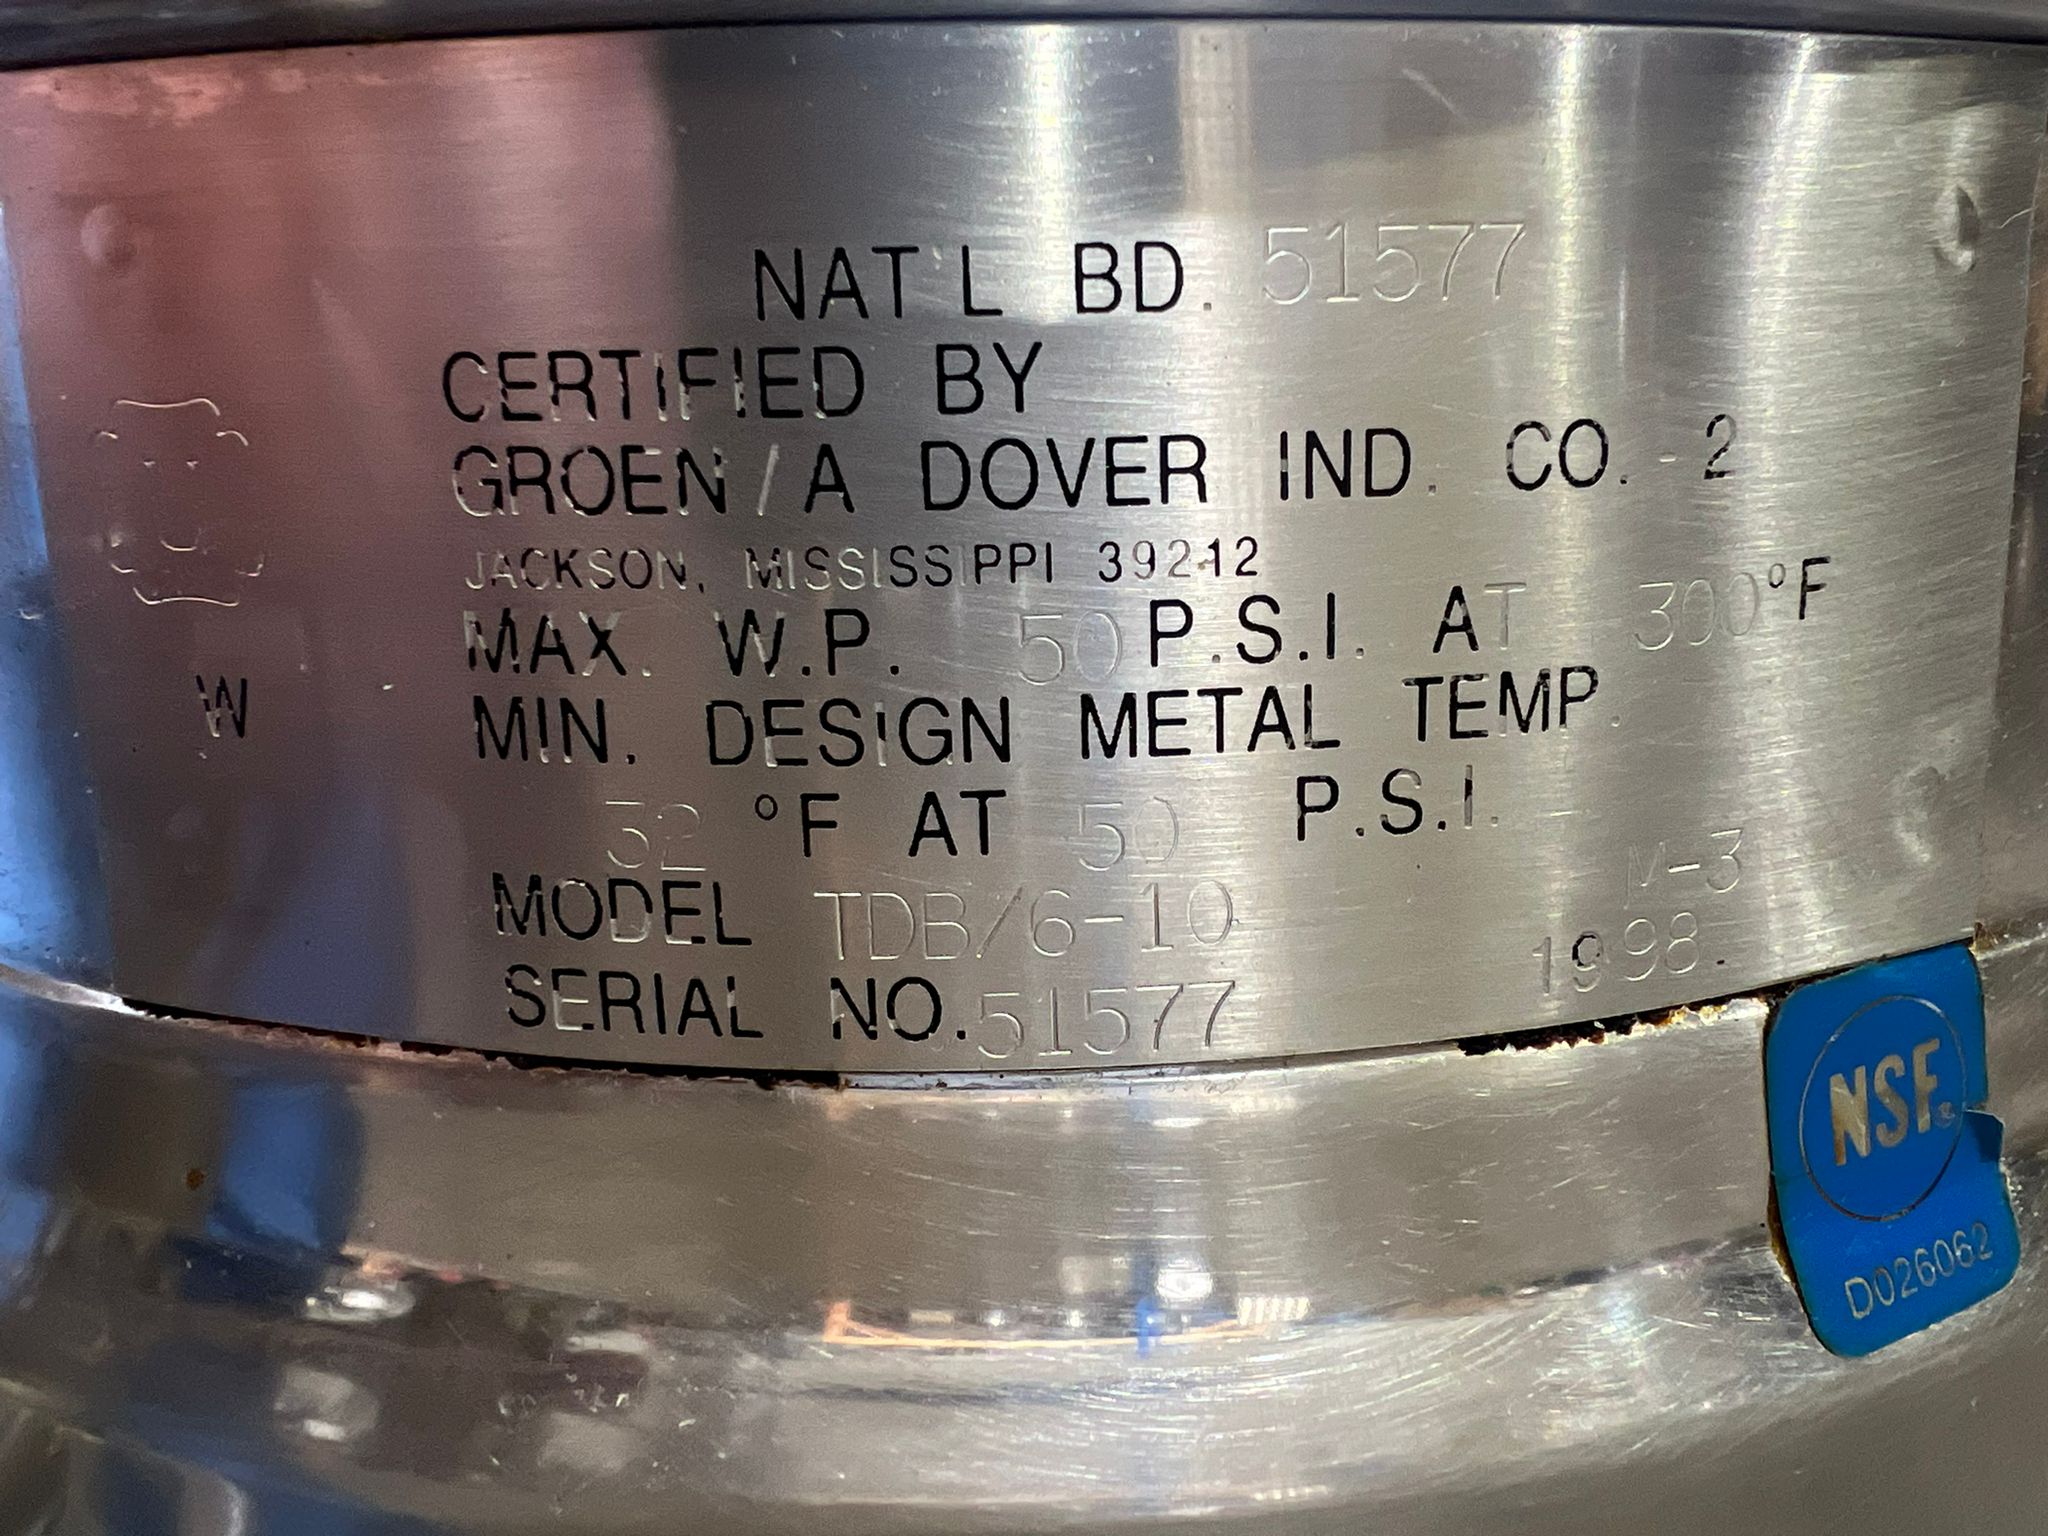 NAT'L BD. 51577
CERTIFIED BY
GROEN / A DOVER IND. CO. - 2
JACKSON, MISSISSIPPI 39212
MAX. W.P. 50 P.S.I. AT 300°F
MIN. DESIGN METAL TEMP.
32 °F AT 50 P.S.I.
M-3
MODEL TDB/6-10
1998.
SERIAL NO. 51577
W
NSF®
D026062